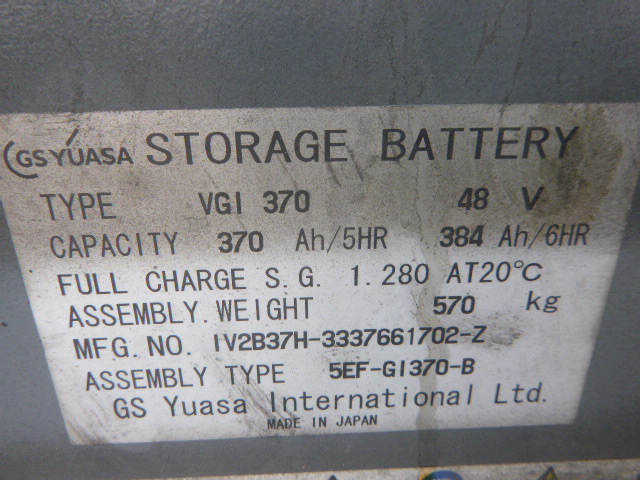 GS YUASA STORAGE BATTERY
TYPE VGI 370 48 V
CAPACITY 370 Ah/5HR 384 Ah/6HR
FULL CHARGE S.G. 1.280 AT20℃
ASSEMBLY.WEIGHT 570 kg
MFG.NO. IV2B37H-3337661702-Z
ASSEMBLY TYPE 5EF-GI370-B
GS Yuasa International Ltd.
MADE IN JAPAN